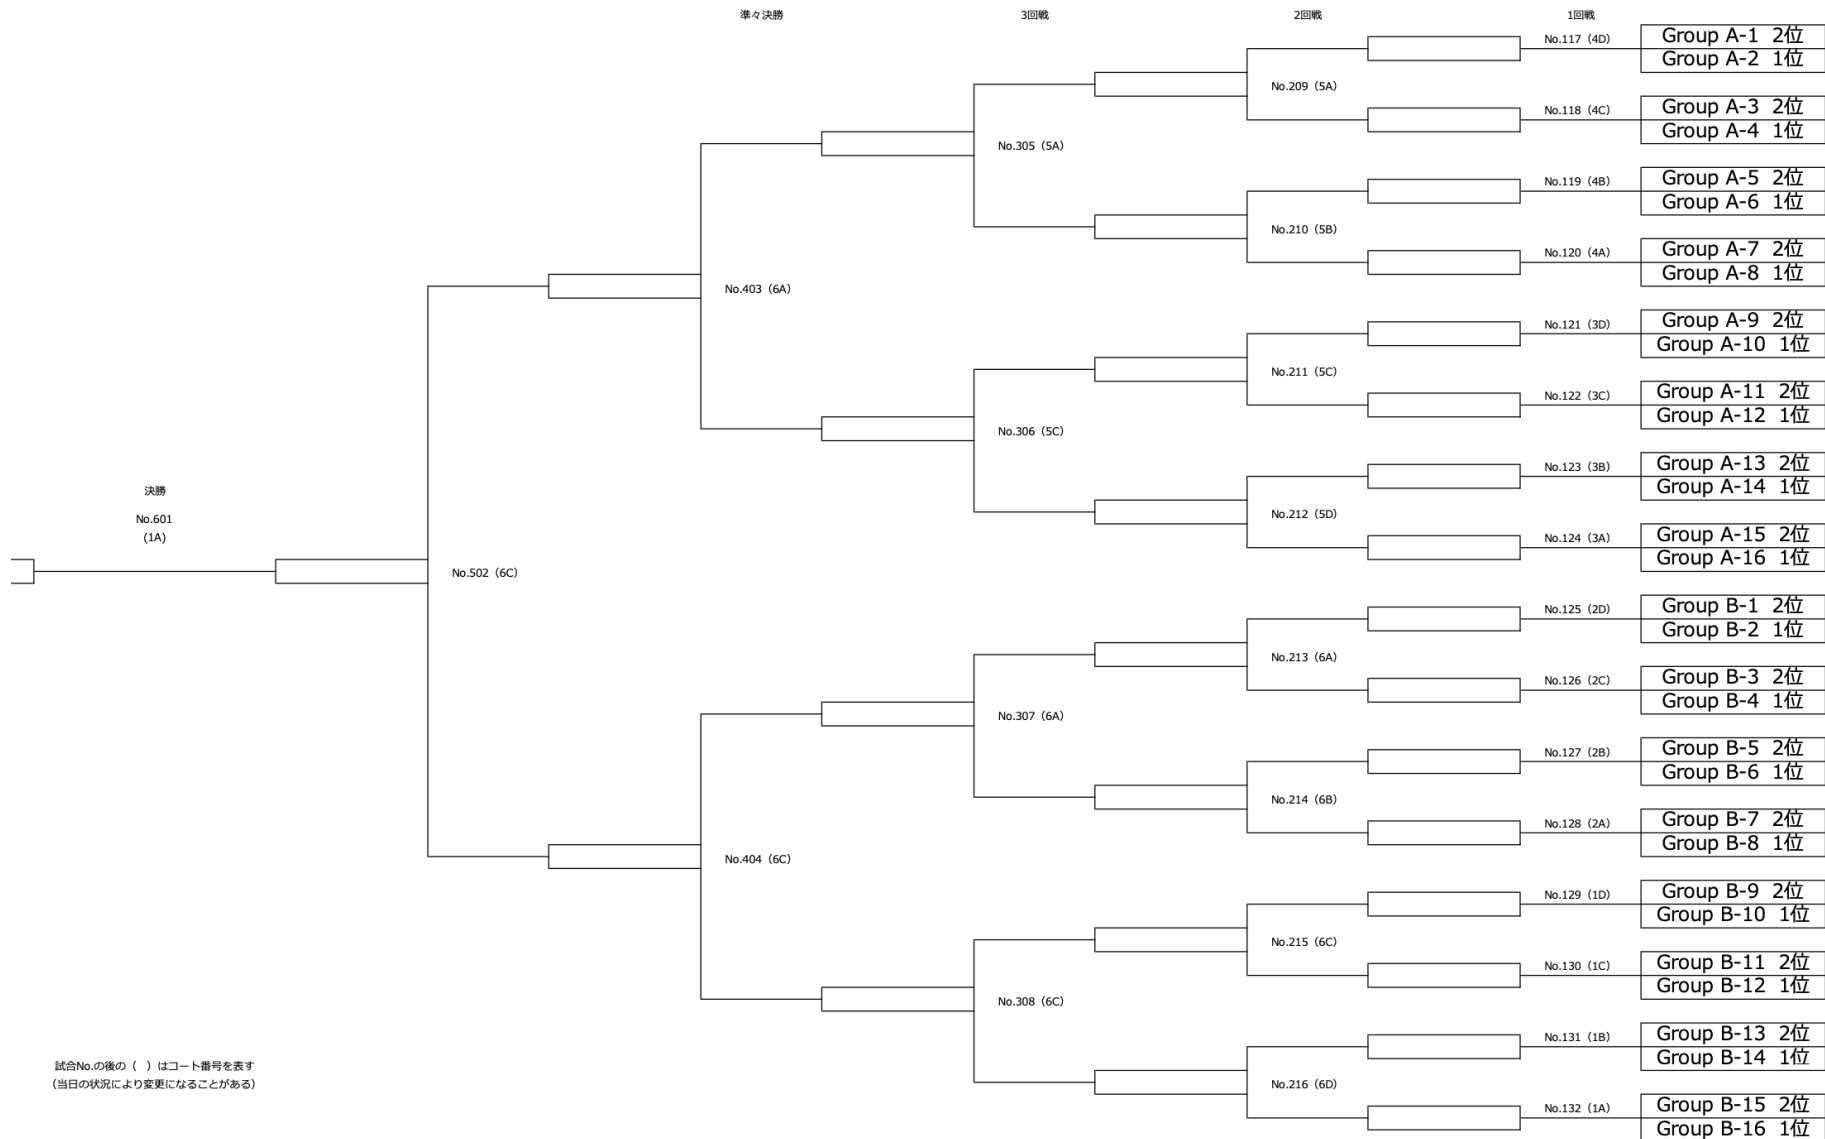 準々決勝
3回戦
2回戦
1回戦
No.117（4D）
Group A-1 2位
Group A-2 1位
No.209（5A）
No.118（4C）
Group A-3 2位
Group A-4 1位
No.305（5A）
No.119（4B）
Group A-5 2位
Group A-6 1位
No.210（5B）
No.120（4A）
Group A-7 2位
Group A-8 1位
No.403（6A）
No.121（3D）
Group A-9 2位
Group A-10 1位
No.211（5C）
No.122（3C）
Group A-11 2位
Group A-12 1位
No.306（5C）
No.123（3B）
Group A-13 2位
Group A-14 1位
No.212（5D）
No.124（3A）
Group A-15 2位
Group A-16 1位
決勝
No.601
(1A)
No.502（6C）
No.125（2D）
Group B-1 2位
Group B-2 1位
No.213（6A）
No.126（2C）
Group B-3 2位
Group B-4 1位
No.307（6A）
No.127（2B）
Group B-5 2位
Group B-6 1位
No.214（6B）
No.128（2A）
Group B-7 2位
Group B-8 1位
No.404（6C）
No.129（1D）
Group B-9 2位
Group B-10 1位
No.215（6C）
No.130（1C）
Group B-11 2位
Group B-12 1位
No.308（6C）
No.131（1B）
Group B-13 2位
Group B-14 1位
No.216（6D）
No.132（1A）
Group B-15 2位
Group B-16 1位
試合No.の後の（　）はコート番号を表す
（当日の状況により変更になることがある）